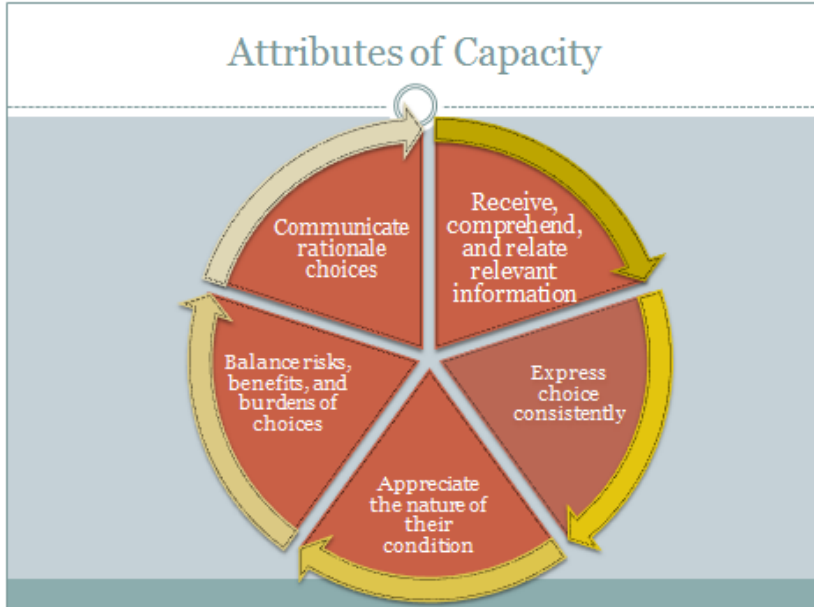 Attributes of Capacity
Receive,
comprehend,
and relate
relevant
information
Express
choice
consistently
Appreciate
the nature of
their
condition
Balance risks,
benefits, and
burdens of
choices
Communicate
rationale
choices